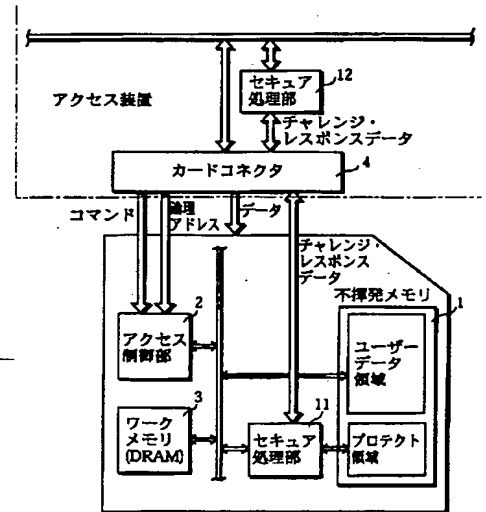 アクセス装置
セキュア
処理部
12
チャレンジ・
レスポンスデータ
カードコネクタ
4
コマンド
論理
アドレス
データ
チャレンジ・
レスポンス
データ
不揮発メモリ
1
2
アクセス
制御部
ユーザー
データ
領域
3
ワーク
メモリ
(DRAM)
11
セキュア
処理部
プロテクト
領域